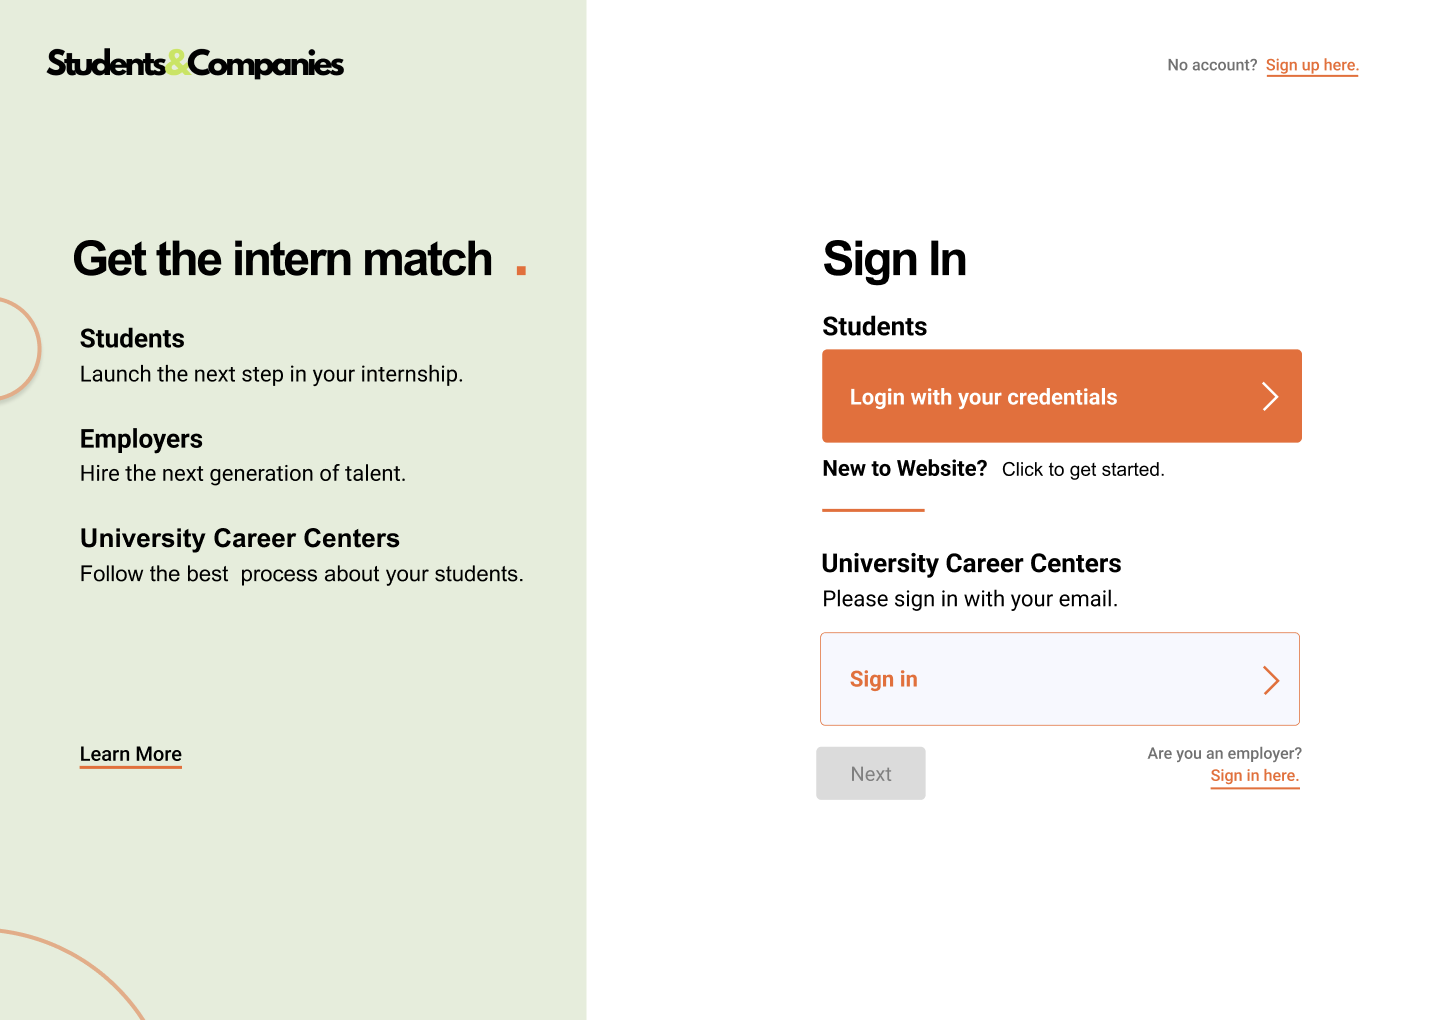 Students&Companies
Get the intern match .
Students
Launch the next step in your internship.
Employers
Hire the next generation of talent.
University Career Centers
Follow the best process about your students.
Learn More
No account? Sign up here.
Sign In
Students
Login with your credentials
New to Website? Click to get started.
University Career Centers
Please sign in with your email.
Sign in
Next
Are you an employer?
Sign in here.